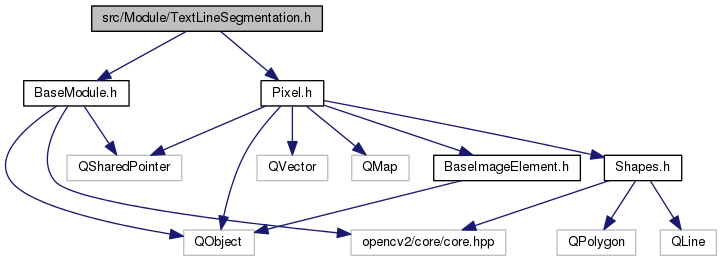 src/Module/TextLineSegmentation.h
BaseModule.h
Pixel.h
QSharedPointer
QVector
QMap
BaseImageElement.h
Shapes.h
QObject
opencv2/core/core.hpp
QPolygon
QLine